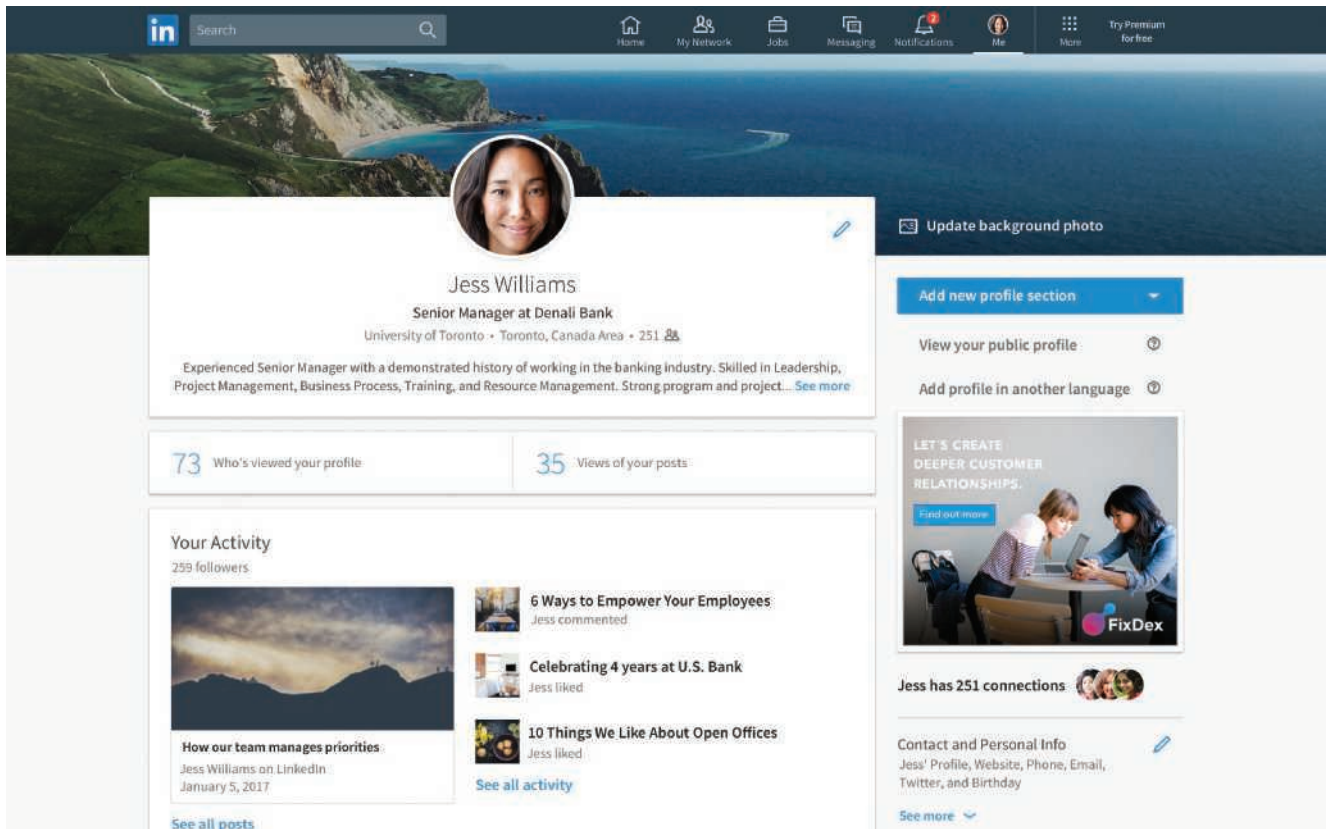 in
Search
Home
My Network
Jobs
Messaging
2
Notifications
Me
More
Try Premium
for free
Update background photo
Jess Williams
Senior Manager at Denali Bank
University of Toronto • Toronto, Canada Area • 251
Experienced Senior Manager with a demonstrated history of working in the banking industry. Skilled in Leadership,
Project Management, Business Process, Training, and Resource Management. Strong program and project... See more
73 Who's viewed your profile
35 Views of your posts
Your Activity
259 followers
How our team manages priorities
Jess Williams on LinkedIn
January 5, 2017
See all posts
6 Ways to Empower Your Employees
Jess commented
Celebrating 4 years at U.S. Bank
Jess liked
10 Things We Like About Open Offices
Jess liked
See all activity
Add new profile section
View your public profile
Add profile in another language
LET'S CREATE
DEEPER CUSTOMER
RELATIONSHIPS.
Find out more
FixDex
Jess has 251 connections
Contact and Personal Info
Jess' Profile, Website, Phone, Email,
Twitter, and Birthday
See more